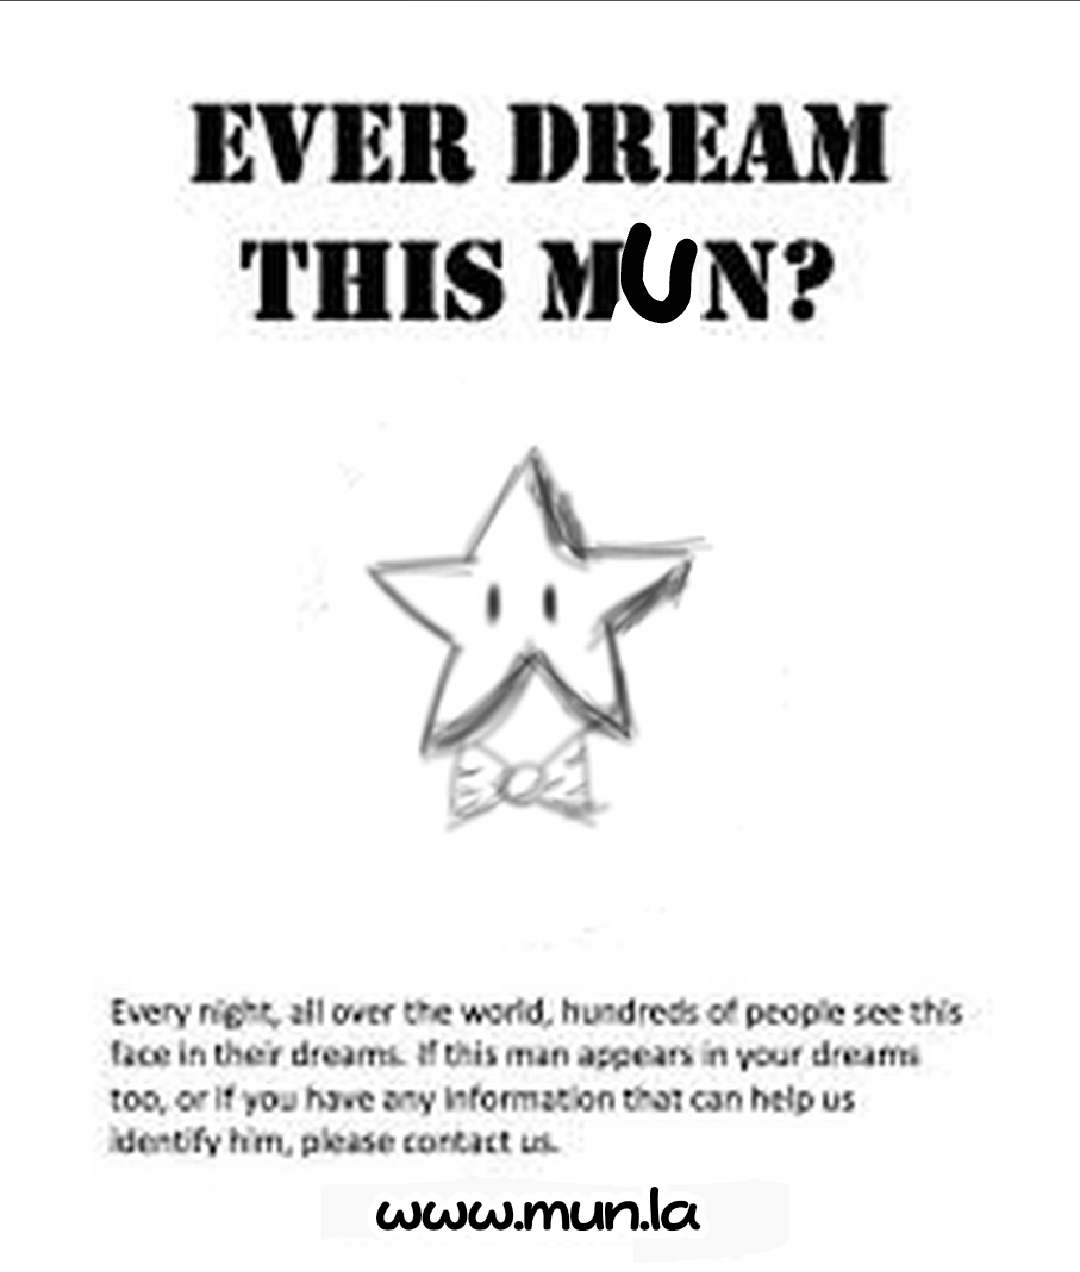 EVER DREAM
THIS MUN?
Every night, all over the world, hundreds of people see this
face in their dreams. If this man appears in your dreams
too, or if you have any information that can help us
identify him, please contact us.
www.mun.la